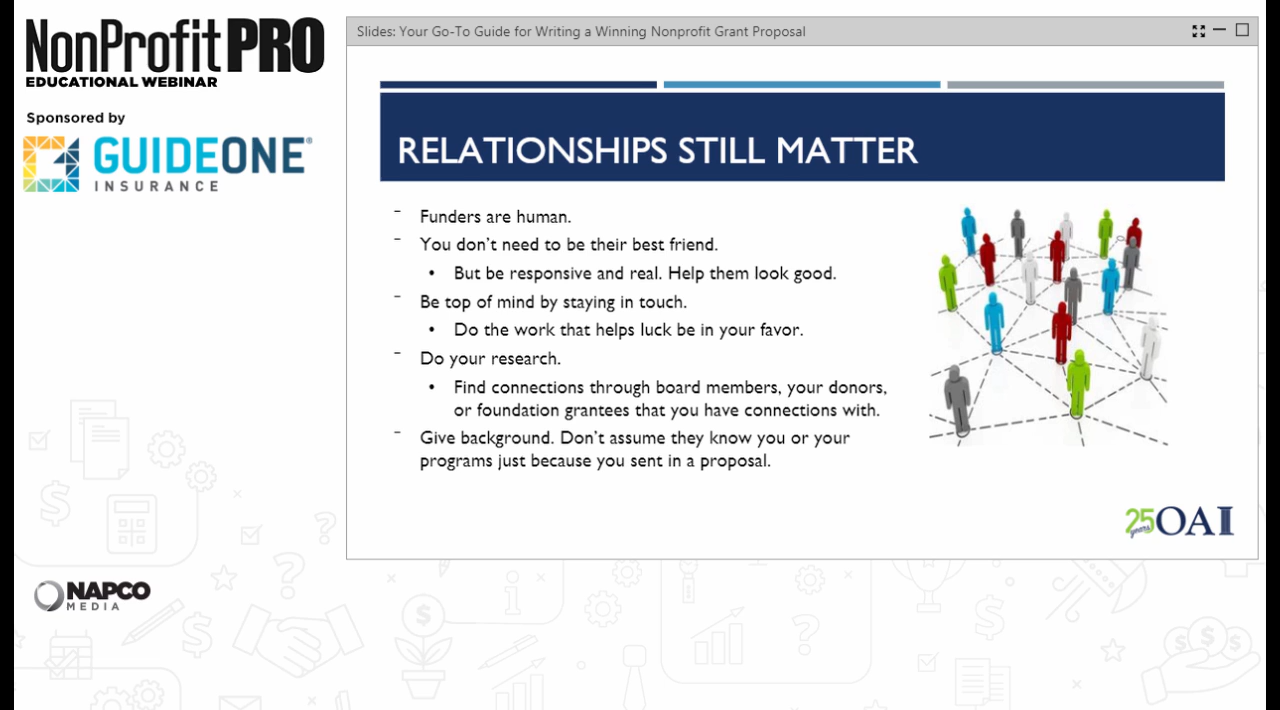 NonProfit PRO
EDUCATIONAL WEBINAR
Sponsored by
GUIDEONE®
INSURANCE
Slides: Your Go-To Guide for Writing a Winning Nonprofit Grant Proposal
RELATIONSHIPS STILL MATTER
⁻ Funders are human.
⁻ You don't need to be their best friend.
• But be responsive and real. Help them look good.
⁻ Be top of mind by staying in touch.
• Do the work that helps luck be in your favor.
⁻ Do your research.
• Find connections through board members, your donors,
or foundation grantees that you have connections with.
⁻ Give background. Don't assume they know you or your
programs just because you sent in a proposal.
25 years OAI
NAPCO
MEDIA